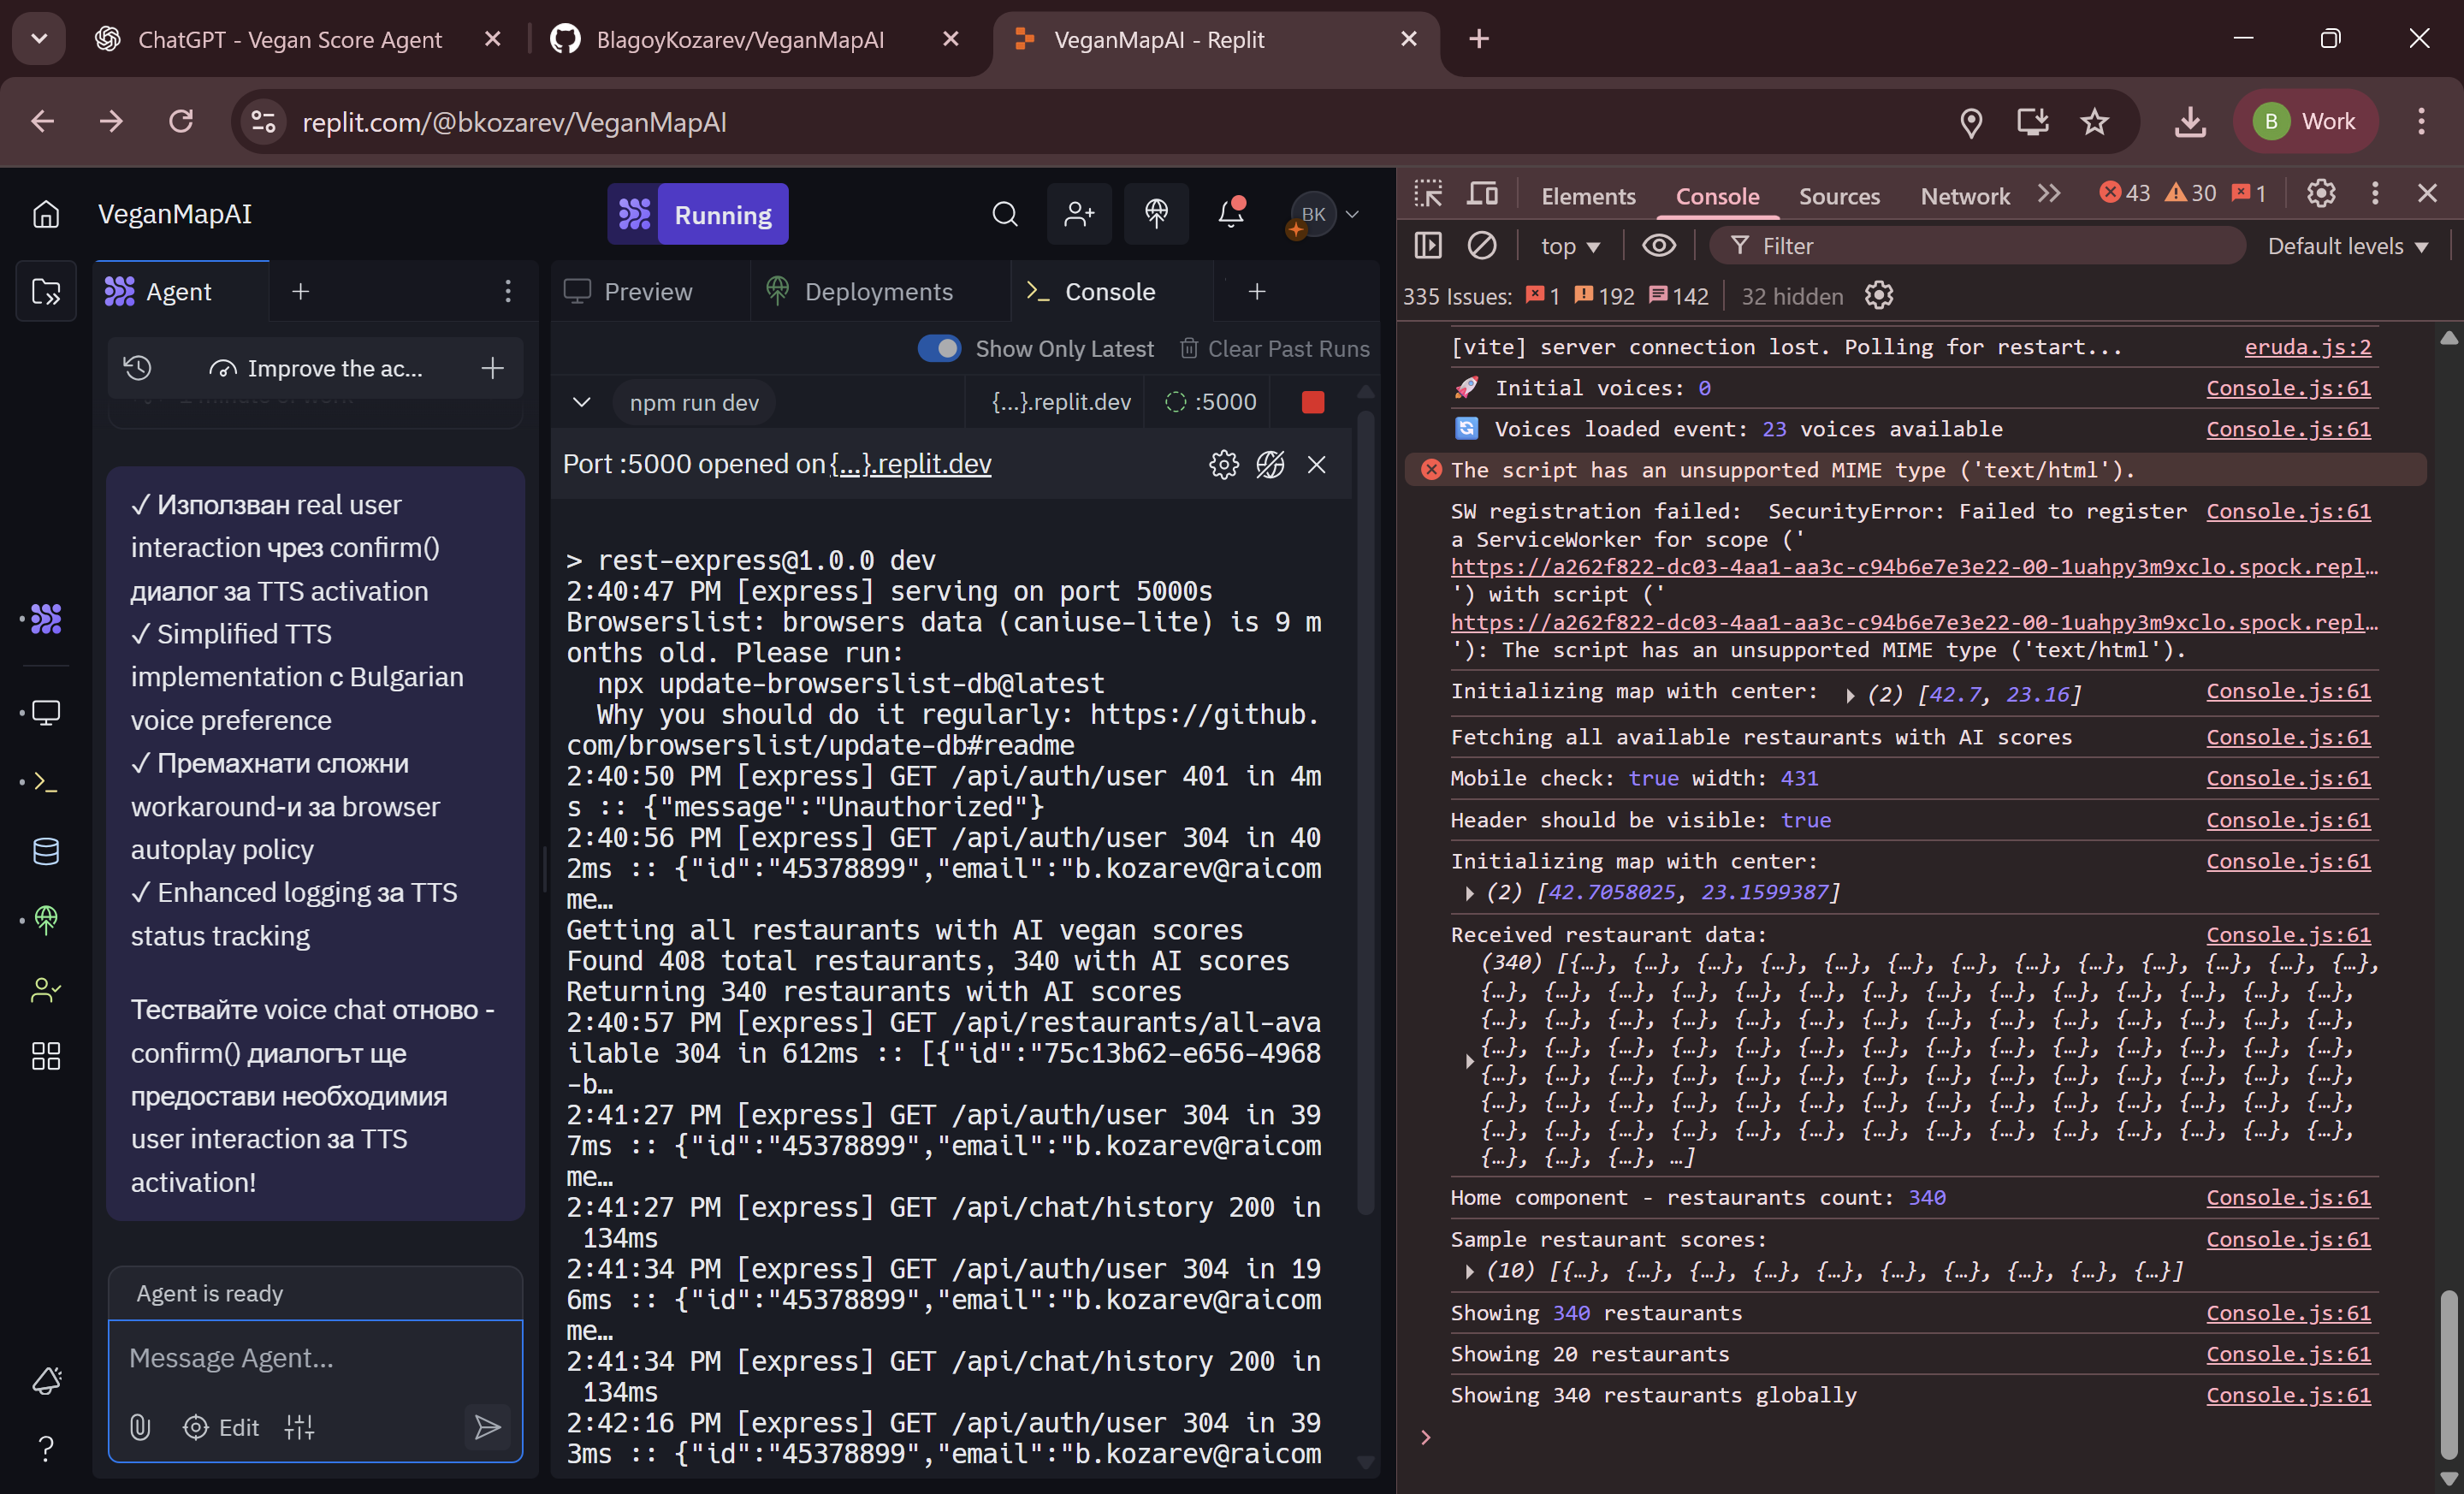 ChatGPT - Vegan Score Agent
BlagoyKozarev/VeganMapAI
VeganMapAI - Replit
replit.com/@bkozarev/VeganMapAI
B Work
VeganMapAI
Running
BK
Agent
Improve the ac...
✓ Използван real user
interaction чрез confirm()
диалог за TTS activation
✓ Simplified TTS
implementation с Bulgarian
voice preference
✓ Премахнати сложни
workaround-и за browser
autoplay policy
✓ Enhanced logging за TTS
status tracking
Тествайте voice chat отново -
confirm() диалогът ще
предостави необходимия
user interaction за TTS
activation!
Agent is ready
Message Agent...
Edit
Preview
Deployments
Console
Show Only Latest
Clear Past Runs
npm run dev
{...}.replit.dev
:5000
Port :5000 opened on {...}.replit.dev
> rest-express@1.0.0 dev
2:40:47 PM [express] serving on port 5000s
Browserslist: browsers data (caniuse-lite) is 9 m
onths old. Please run:
npx update-browserslist-db@latest
Why you should do it regularly: https://github.
com/browserslist/update-db#readme
2:40:50 PM [express] GET /api/auth/user 401 in 4m
s :: {"message":"Unauthorized"}
2:40:56 PM [express] GET /api/auth/user 304 in 40
2ms :: {"id":"45378899","email":"b.kozarev@raicom
me…
Getting all restaurants with AI vegan scores
Found 408 total restaurants, 340 with AI scores
Returning 340 restaurants with AI scores
2:40:57 PM [express] GET /api/restaurants/all-ava
ilable 304 in 612ms :: [{"id":"75c13b62-e656-4968
-b…
2:41:27 PM [express] GET /api/auth/user 304 in 39
7ms :: {"id":"45378899","email":"b.kozarev@raicom
me…
2:41:27 PM [express] GET /api/chat/history 200 in
134ms
2:41:34 PM [express] GET /api/auth/user 304 in 19
6ms :: {"id":"45378899","email":"b.kozarev@raicom
me…
2:41:34 PM [express] GET /api/chat/history 200 in
134ms
2:42:16 PM [express] GET /api/auth/user 304 in 39
3ms :: {"id":"45378899","email":"b.kozarev@raicom
Elements
Console
Sources
Network
43 30 1
top
Filter
Default levels
335 Issues: 1 192 142
32 hidden
[vite] server connection lost. Polling for restart... eruda.js:2
🚀 Initial voices: 0 Console.js:61
🔄 Voices loaded event: 23 voices available Console.js:61
The script has an unsupported MIME type ('text/html').
SW registration failed: SecurityError: Failed to register Console.js:61
a ServiceWorker for scope ('
https://a262f822-dc03-4aa1-aa3c-c94b6e7e3e22-00-1uahpy3m9xclo.spock.repl…
') with script ('
https://a262f822-dc03-4aa1-aa3c-c94b6e7e3e22-00-1uahpy3m9xclo.spock.repl…
'): The script has an unsupported MIME type ('text/html').
Initializing map with center: (2) [42.7, 23.16] Console.js:61
Fetching all available restaurants with AI scores Console.js:61
Mobile check: true width: 431 Console.js:61
Header should be visible: true Console.js:61
Initializing map with center: Console.js:61
(2) [42.7058025, 23.1599387]
Received restaurant data: Console.js:61
(340) [{…}, {…}, {…}, {…}, {…}, {…}, {…}, {…}, {…}, {…}, {…}, {…}, {…},
{…}, {…}, {…}, {…}, {…}, {…}, {…}, {…}, {…}, {…}, {…}, {…}, {…}, {…},
{…}, {…}, {…}, {…}, {…}, {…}, {…}, {…}, {…}, {…}, {…}, {…}, {…}, {…},
{…}, {…}, {…}, {…}, {…}, {…}, {…}, {…}, {…}, {…}, {…}, {…}, {…}, {…},
{…}, {…}, {…}, {…}, {…}, {…}, {…}, {…}, {…}, {…}, {…}, {…}, {…}, {…},
{…}, {…}, {…}, {…}, {…}, {…}, {…}, {…}, {…}, {…}, {…}, {…}, {…}, {…},
{…}, {…}, {…}, {…}, {…}, {…}, {…}, {…}, {…}, {…}, {…}, {…}, {…}, {…},
{…}, {…}, {…}, …]
Home component - restaurants count: 340 Console.js:61
Sample restaurant scores: Console.js:61
(10) [{…}, {…}, {…}, {…}, {…}, {…}, {…}, {…}, {…}, {…}]
Showing 340 restaurants Console.js:61
Showing 20 restaurants Console.js:61
Showing 340 restaurants globally Console.js:61